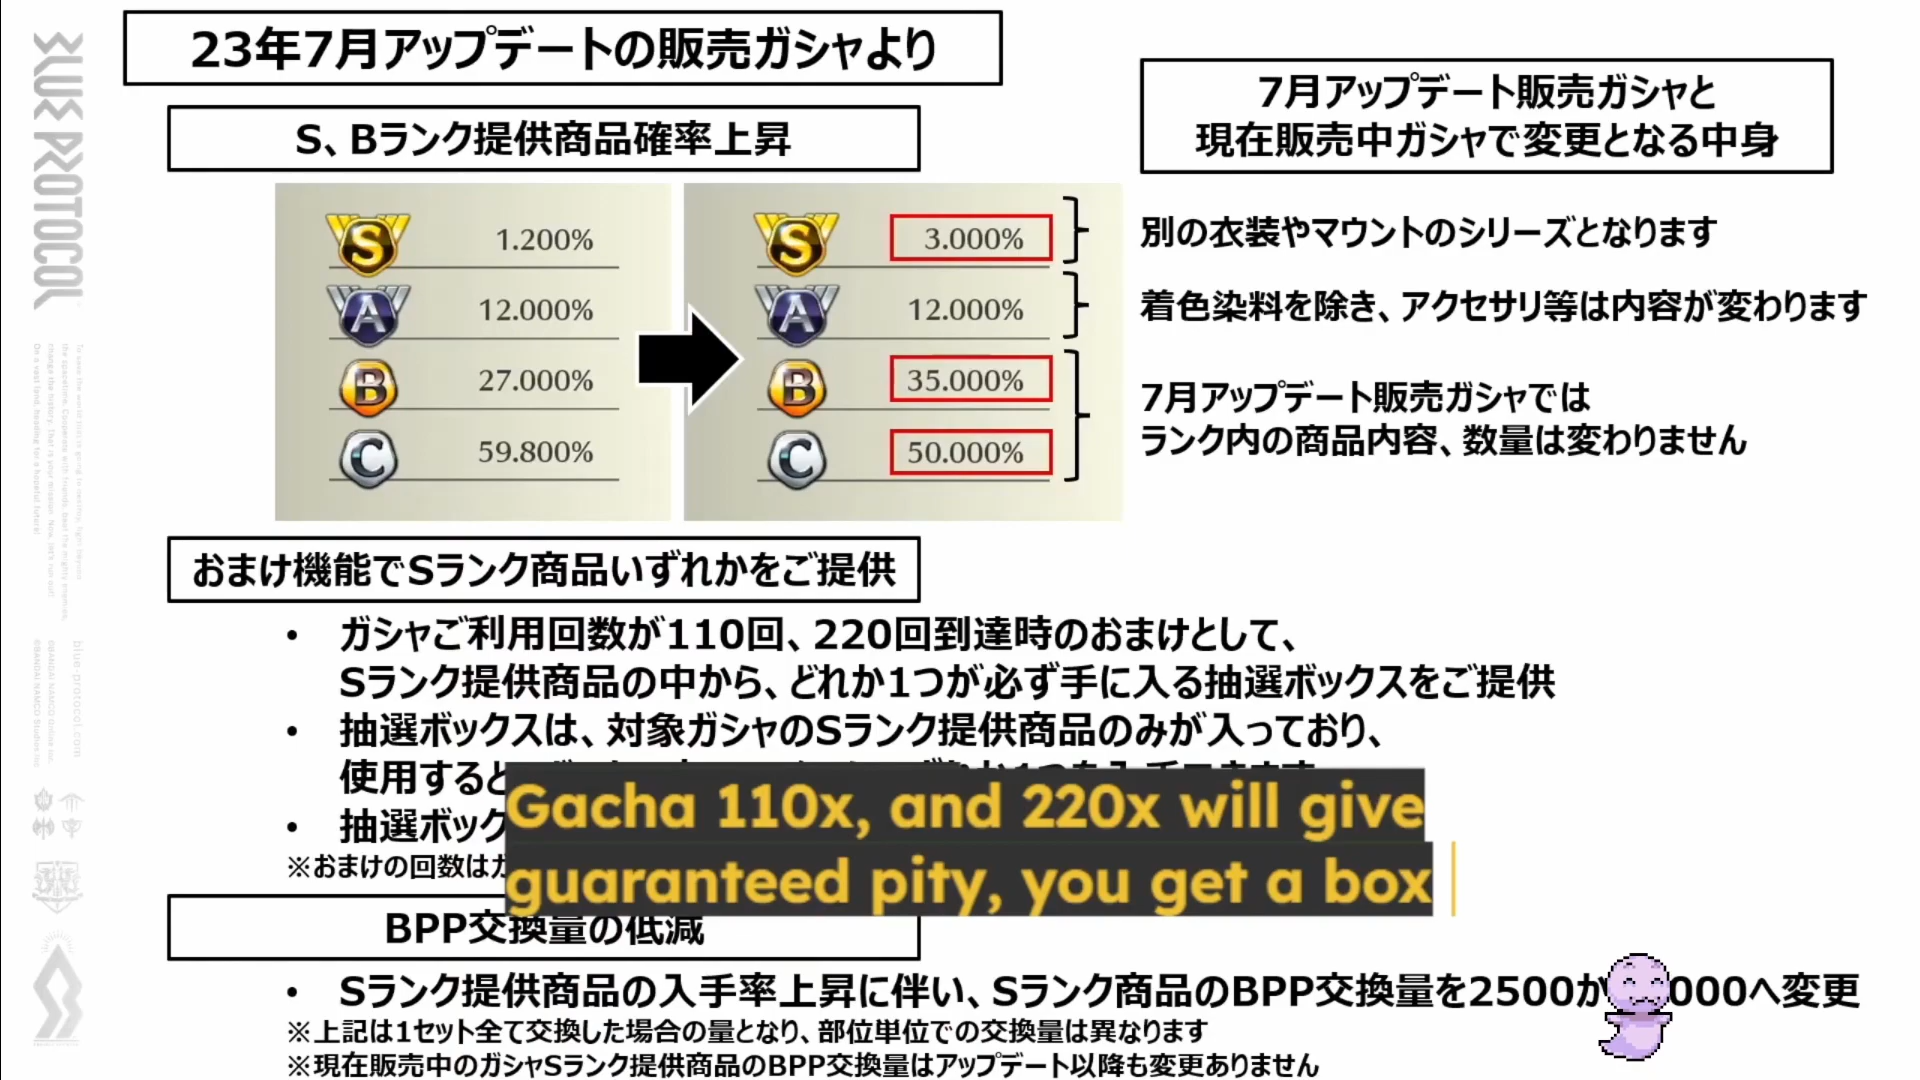 BLUE PROTOCOL
23年7月アップデートの販売ガシャより
S、Bランク提供商品確率上昇
7月アップデート販売ガシャと
現在販売中ガシャで変更となる中身
S 1.200%
A 12.000%
B 27.000%
C 59.800%
S 3.000%
A 12.000%
B 35.000%
C 50.000%
別の衣装やマウントのシリーズとなります
着色染料を除き、アクセサリ等は内容が変わります
7月アップデート販売ガシャでは
ランク内の商品内容、数量は変わりません
おまけ機能でSランク商品いずれかをご提供
• ガシャご利用回数が110回、220回到達時のおまけとして、
Sランク提供商品の中から、どれか1つが必ず手に入る抽選ボックスをご提供
• 抽選ボックスは、対象ガシャのSランク提供商品のみが入っており、
使用すると
• 抽選ボック
※おまけの回数はガ
Gacha 110x, and 220x will give
guaranteed pity, you get a box
BPP交換量の低減
• Sランク提供商品の入手率上昇に伴い、Sランク商品のBPP交換量を2500か 000へ変更
※上記は1セット全て交換した場合の量となり、部位単位での交換量は異なります
※現在販売中のガシャSランク提供商品のBPP交換量はアップデート以降も変更ありません
blue-protocol.com